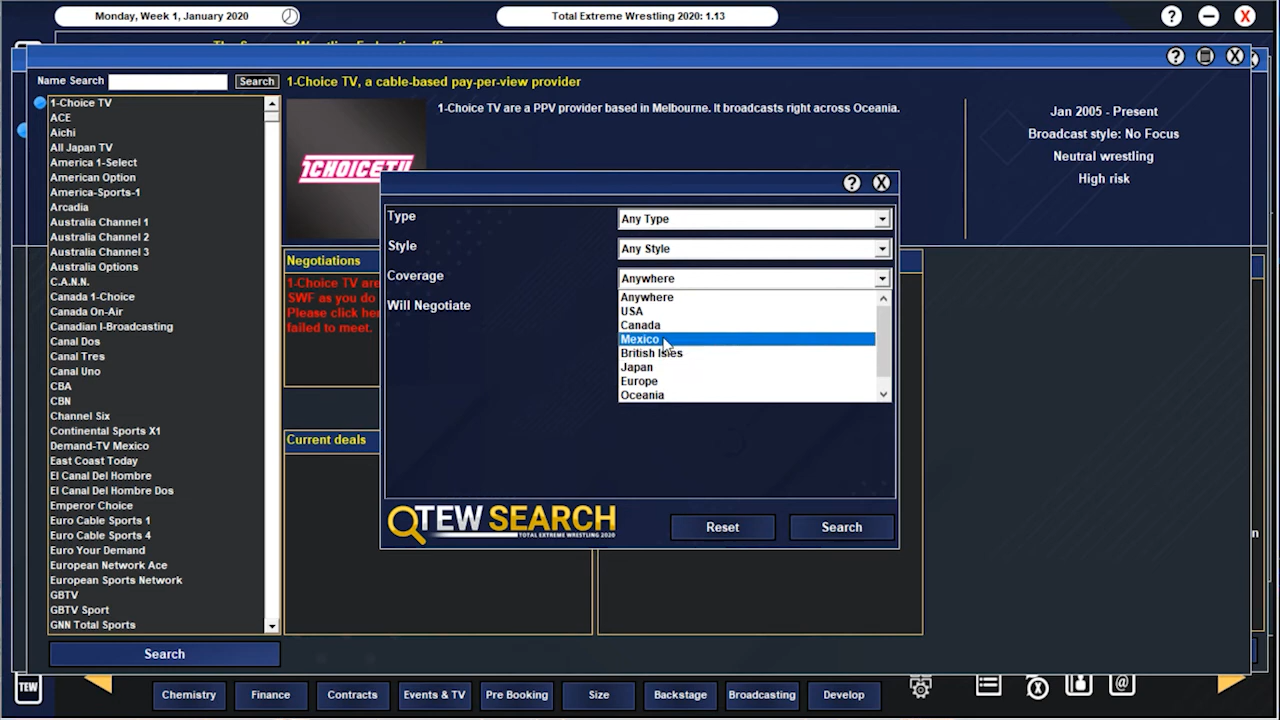 Monday, Week 1, January 2020
Total Extreme Wrestling 2020: 1.13
Name Search
Search
1-Choice TV, a cable-based pay-per-view provider
1-Choice TV
ACE
Aichi
All Japan TV
America 1-Select
American Option
America-Sports-1
Arcadia
Australia Channel 1
Australia Channel 2
Australia Channel 3
Australia Options
C.A.N.N.
Canada 1-Choice
Canada On-Air
Canadian I-Broadcasting
Canal Dos
Canal Tres
Canal Uno
CBA
CBN
Channel Six
Continental Sports X1
Demand-TV Mexico
East Coast Today
El Canal Del Hombre
El Canal Del Hombre Dos
Emperor Choice
Euro Cable Sports 1
Euro Cable Sports 4
Euro Your Demand
European Network Ace
European Sports Network
GBTV
GBTV Sport
GNN Total Sports
Search
1CHOICETV
1-Choice TV are a PPV provider based in Melbourne. It broadcasts right across Oceania.
Jan 2005 - Present
Broadcast style: No Focus
Neutral wrestling
High risk
Negotiations
1-Choice TV are
SWF as you do
Please click her
failed to meet.
Current deals
Type
Any Type
Style
Any Style
Coverage
Anywhere
Will Negotiate
Anywhere
USA
Canada
Mexico
British Isles
Japan
Europe
Oceania
TEW SEARCH
TOTAL EXTREME WRESTLING 2020
Reset
Search
TEW
Chemistry
Finance
Contracts
Events & TV
Pre Booking
Size
Backstage
Broadcasting
Develop